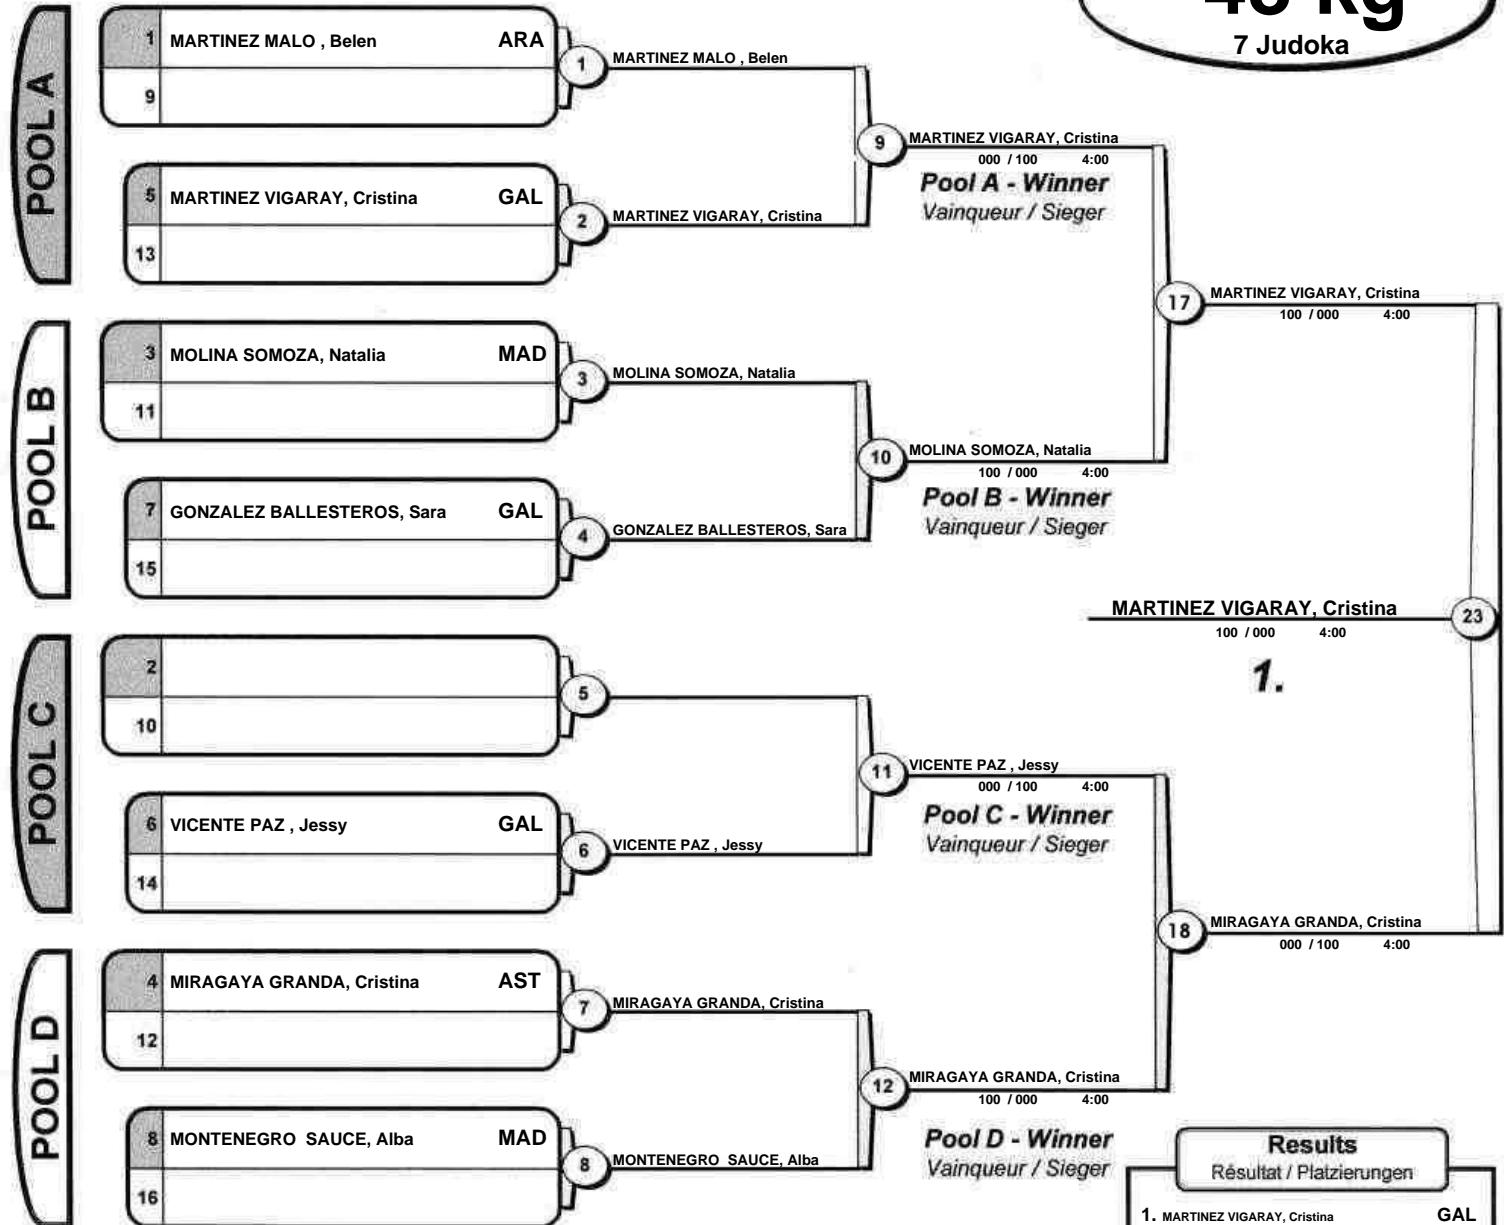 7 Judoka
POOL A
1 MARTINEZ MALO , Belen ARA
9
1
MARTINEZ MALO , Belen
5 MARTINEZ VIGARAY, Cristina GAL
13
2
MARTINEZ VIGARAY, Cristina
9
MARTINEZ VIGARAY, Cristina
000 / 100 4:00
Pool A - Winner
Vainqueur / Sieger
POOL B
3 MOLINA SOMOZA, Natalia MAD
11
3
MOLINA SOMOZA, Natalia
7 GONZALEZ BALLESTEROS, Sara GAL
15
4
GONZALEZ BALLESTEROS, Sara
10
MOLINA SOMOZA, Natalia
100 / 000 4:00
Pool B - Winner
Vainqueur / Sieger
17
MARTINEZ VIGARAY, Cristina
100 / 000 4:00
MARTINEZ VIGARAY, Cristina
100 / 000 4:00
23
1.
POOL C
2
10
5
6 VICENTE PAZ , Jessy GAL
14
6
VICENTE PAZ , Jessy
11
VICENTE PAZ , Jessy
000 / 100 4:00
Pool C - Winner
Vainqueur / Sieger
18
MIRAGAYA GRANDA, Cristina
000 / 100 4:00
POOL D
4 MIRAGAYA GRANDA, Cristina AST
12
7
MIRAGAYA GRANDA, Cristina
8 MONTENEGRO SAUCE, Alba MAD
16
8
MONTENEGRO SAUCE, Alba
12
MIRAGAYA GRANDA, Cristina
100 / 000 4:00
Pool D - Winner
Vainqueur / Sieger
Results
Résultat / Platzierungen
1. MARTINEZ VIGARAY, Cristina GAL